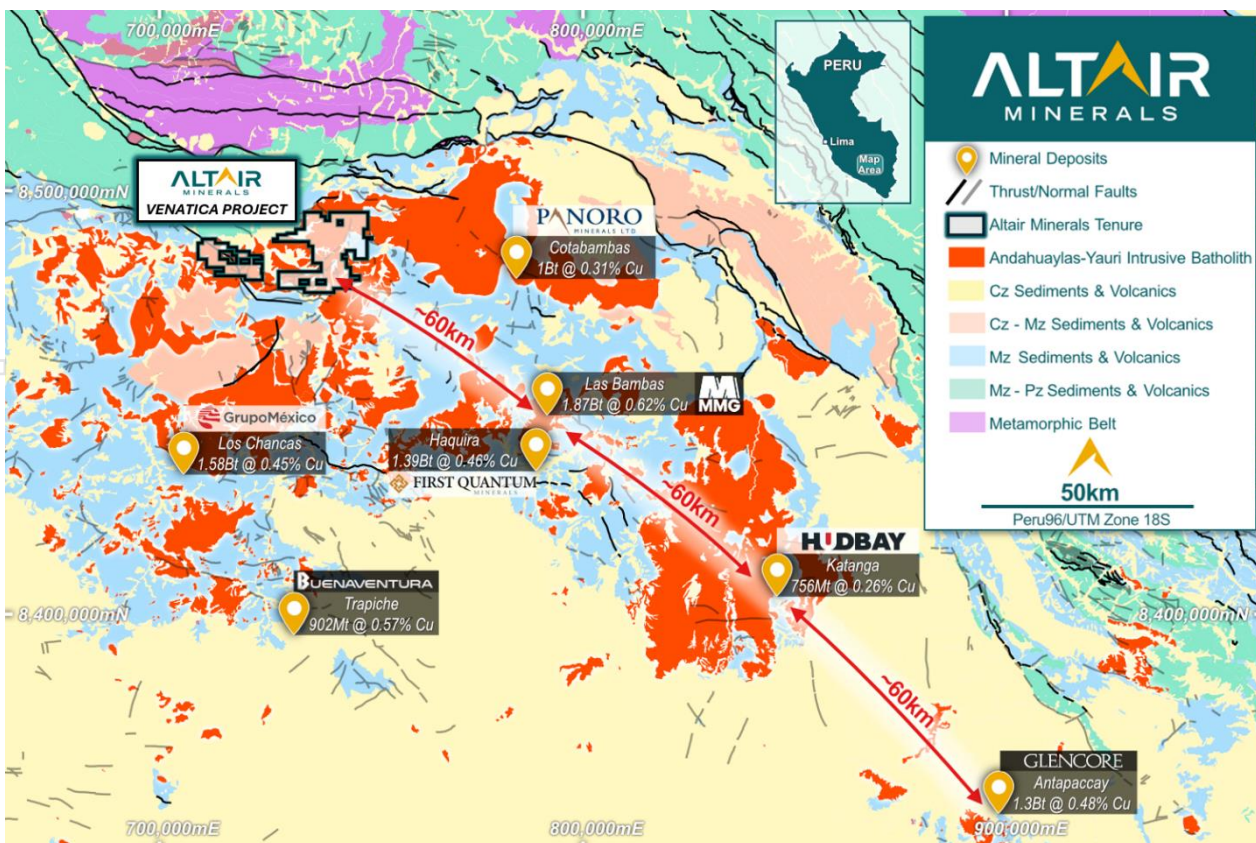 700,000mE
800,000mE
8,500,000mN
ALTAIR
MINERALS
VENATICA PROJECT
PANORO
MINERALS LTD
Cotabambas
1Bt @ 0.31% Cu
~60km
Las Bambas
1.87Bt @ 0.62% Cu
MMG
GrupoMéxico
Los Chancas
1.58Bt @ 0.45% Cu
Haquira
1.39Bt @ 0.46% Cu
FIRST QUANTUM
MINERALS
~60km
HUDBAY
Katanga
756Mt @ 0.26% Cu
BUENAVENTURA
Trapiche
902Mt @ 0.57% Cu
8,400,000mN
8,400,000mN
~60km
GLENCORE
Antapaccay
1.3Bt @ 0.48% Cu
700,000mE
800,000mE
900,000mE
PERU
Lima
Map
Area
ALTAIR
MINERALS
Mineral Deposits
Thrust/Normal Faults
Altair Minerals Tenure
Andahuaylas-Yauri Intrusive Batholith
Cz Sediments & Volcanics
Cz - Mz Sediments & Volcanics
Mz Sediments & Volcanics
Mz - Pz Sediments & Volcanics
Metamorphic Belt
50km
Peru96/UTM Zone 18S